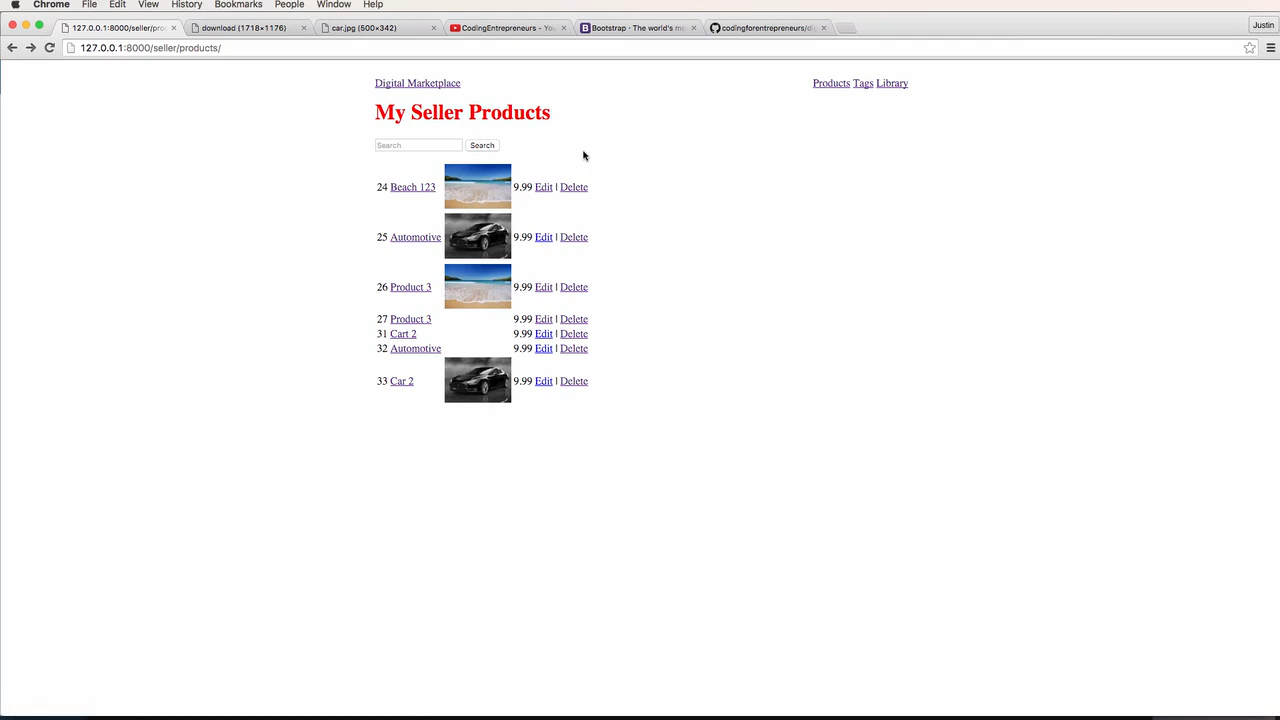 Chrome File Edit View History Bookmarks People Window Help
127.0.0.1:8000/seller/pro download (1718×1176) car.jpg (500×342) CodingEntrepreneurs - Yo Bootstrap · The world's m codingforentrepreneurs/di Justin
127.0.0.1:8000/seller/products/
Digital Marketplace Products Tags Library
My Seller Products
Search Search
24 Beach 123 9.99 Edit | Delete
25 Automotive 9.99 Edit | Delete
26 Product 3 9.99 Edit | Delete
27 Product 3 9.99 Edit | Delete
31 Cart 2 9.99 Edit | Delete
32 Automotive 9.99 Edit | Delete
33 Car 2 9.99 Edit | Delete